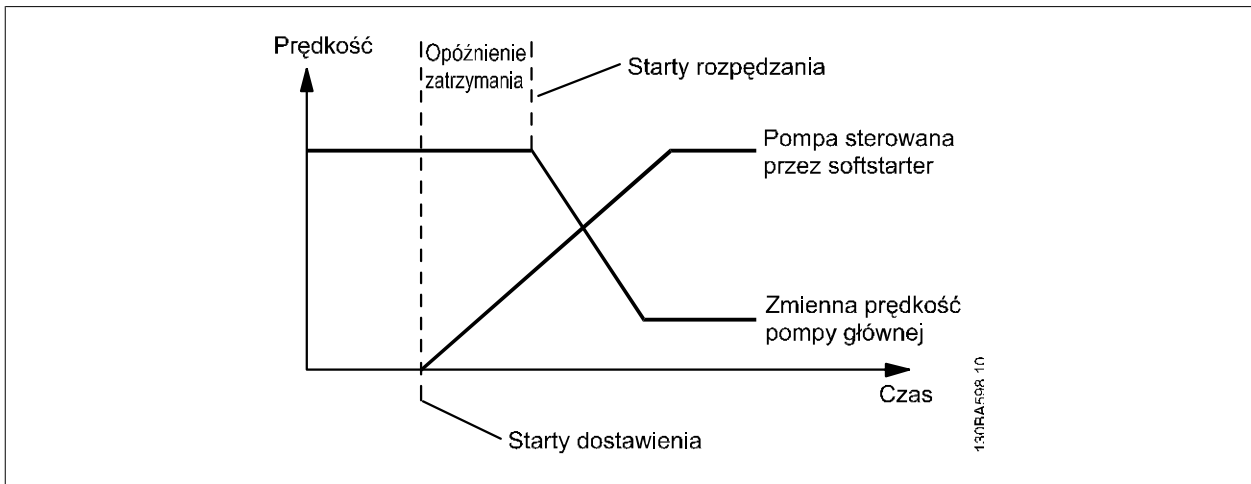 Prędkość
Opóźnienie
zatrzymania
Starty rozpędzania
Pompa sterowana
przez softstarter
Zmienna prędkość
pompy głównej
Czas
Starty dostawienia
130BA598.10